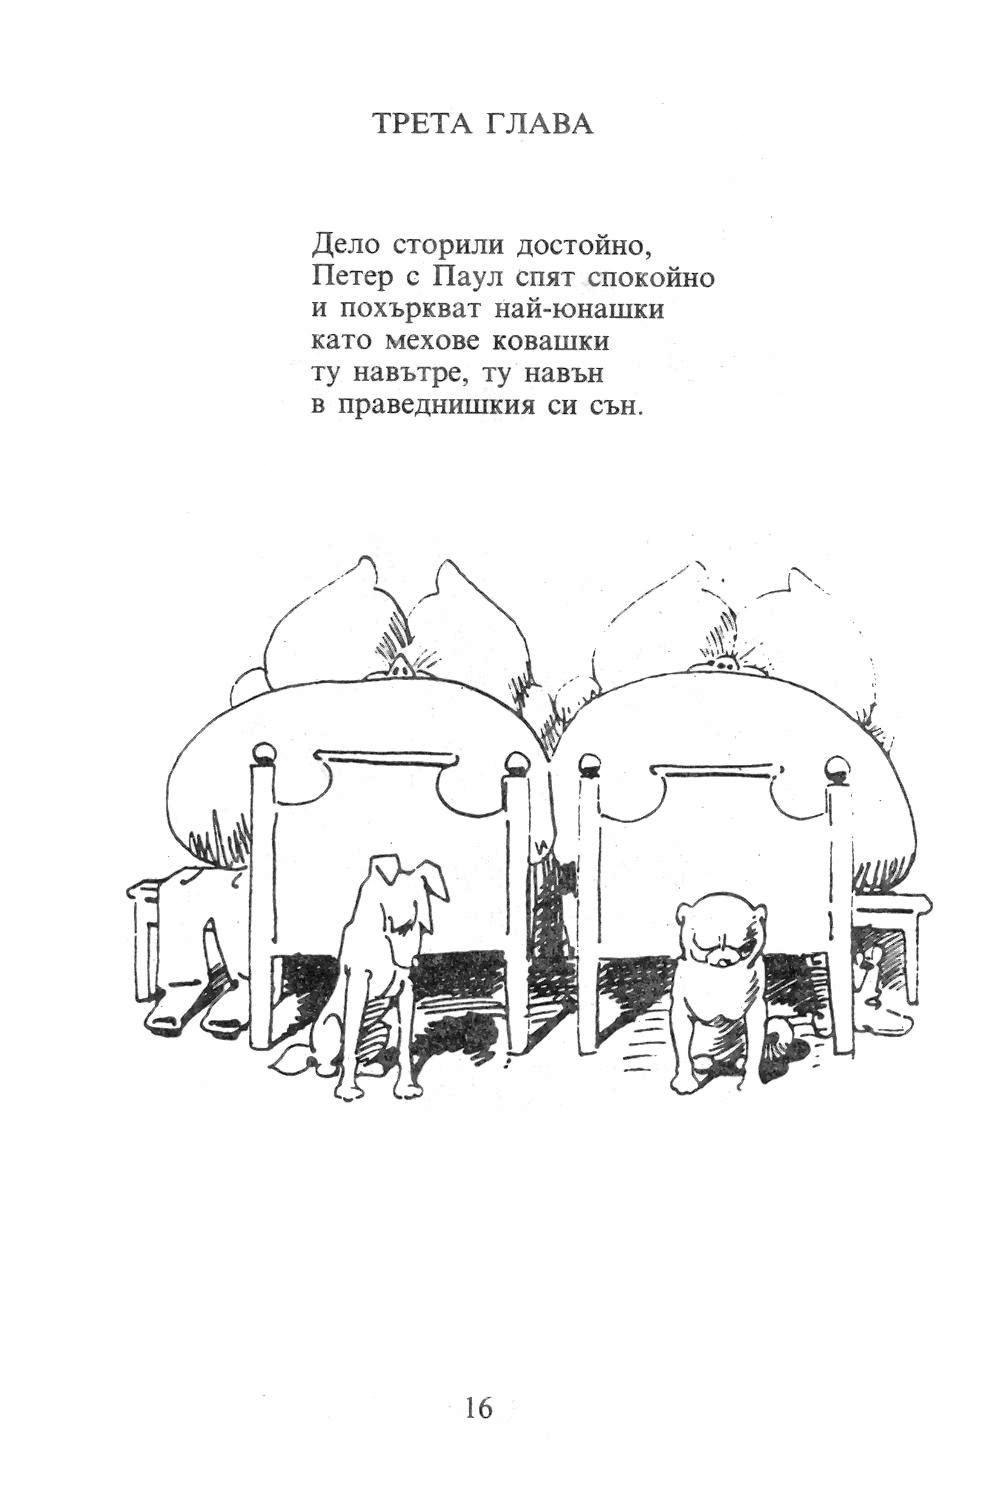 ТРЕТА ГЛАВА
Дело сторили достойно,
Петер с Паул спят спокойно
и похъркват най-юнашки
като мехове ковашки
ту навътре, ту навън
в праведнишкия си сън.
16